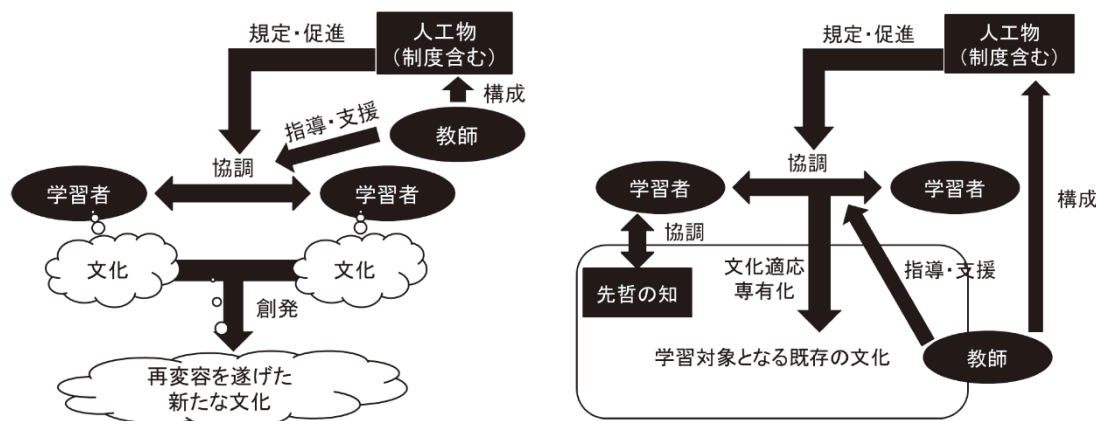 人工物
(制度含む)
規定・促進
構成
教師
指導・支援
協調
学習者
学習者
文化
文化
創発
再変容を遂げた
新たな文化
人工物
(制度含む)
規定・促進
協調
学習者
学習者
構成
協調
先哲の知
文化適応
専有化
指導・支援
学習対象となる既存の文化
教師